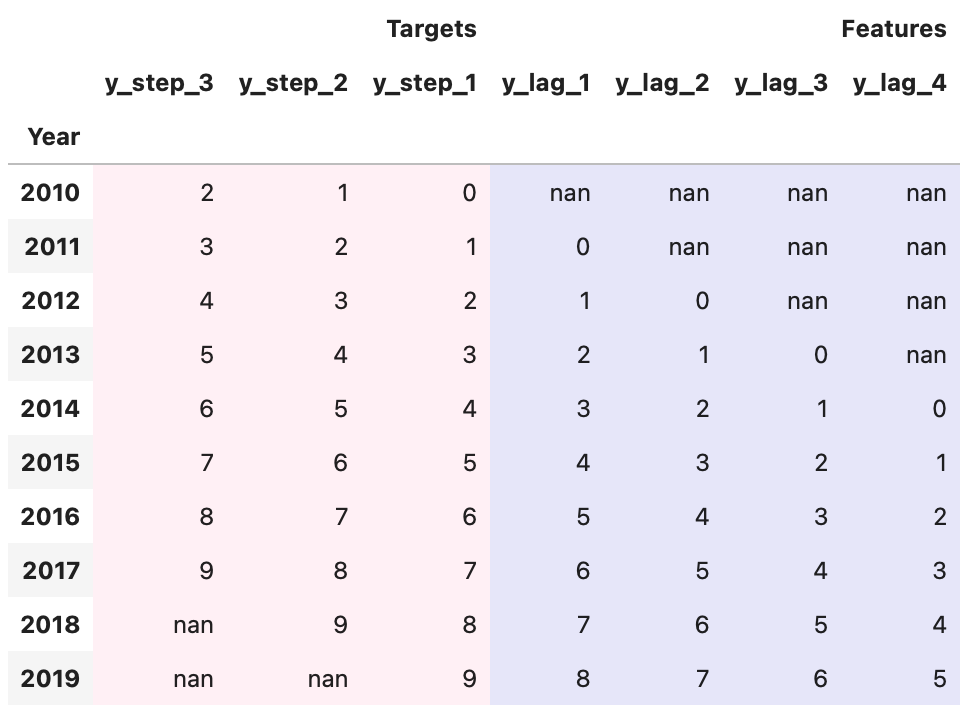 Targets Features
y_step_3 y_step_2 y_step_1 y_lag_1 y_lag_2 y_lag_3 y_lag_4
Year
2010 2 1 0 nan nan nan nan
2011 3 2 1 0 nan nan nan
2012 4 3 2 1 0 nan nan
2013 5 4 3 2 1 0 nan
2014 6 5 4 3 2 1 0
2015 7 6 5 4 3 2 1
2016 8 7 6 5 4 3 2
2017 9 8 7 6 5 4 3
2018 nan 9 8 7 6 5 4
2019 nan nan 9 8 7 6 5